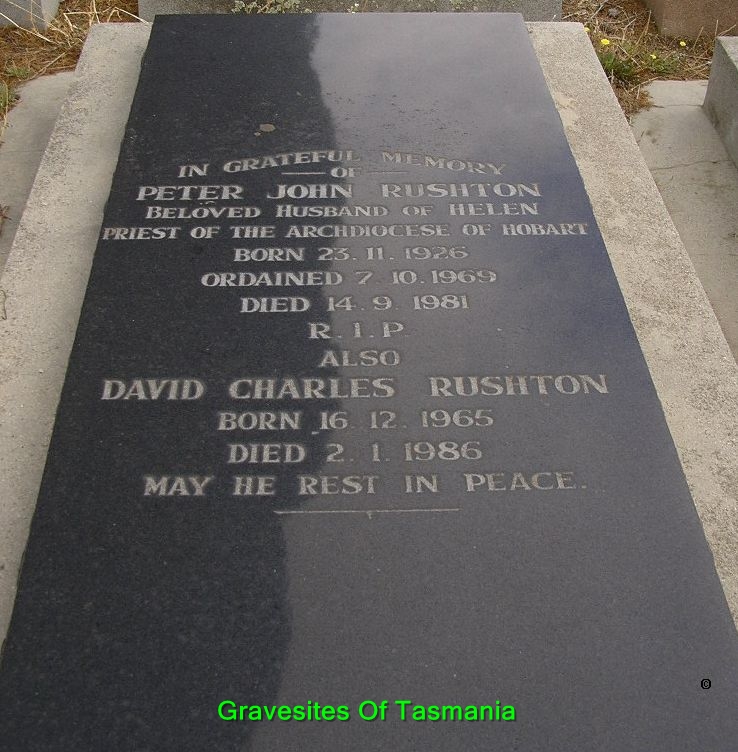 IN GRATEFUL MEMORY
OF
PETER JOHN RUSHTON
BELOVED HUSBAND OF HELEN
PRIEST OF THE ARCHDIOCESE OF HOBART
BORN 23. 11. 1926
ORDAINED 7. 10. 1969
DIED 14. 9. 1981
R. I. P
ALSO
DAVID CHARLES RUSHTON
BORN 16. 12. 1965
DIED 2. 1. 1986
MAY HE REST IN PEACE.
©
Gravesites Of Tasmania